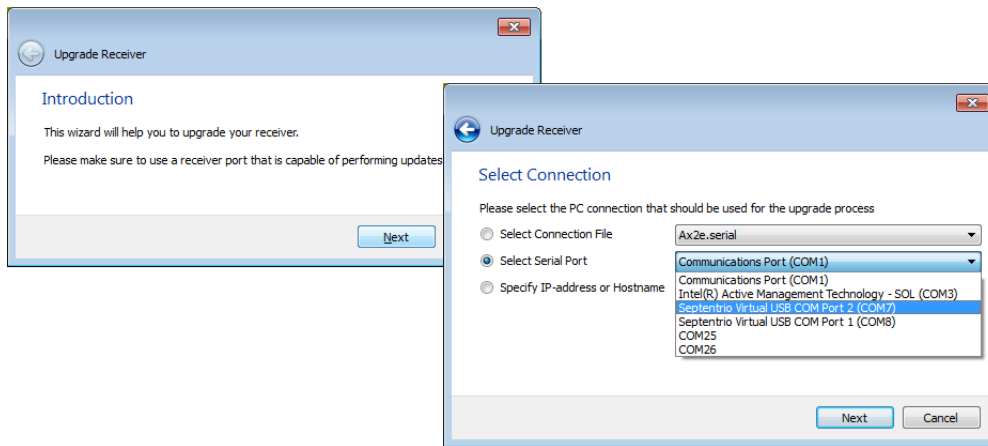 Upgrade Receiver
Introduction
This wizard will help you to upgrade your receiver.
Please make sure to use a receiver port that is capable of performing updates
Next
Upgrade Receiver
Select Connection
Please select the PC connection that should be used for the upgrade process
Select Connection File
Ax2e.serial
Select Serial Port
Communications Port (COM1)
Specify IP-address or Hostname
Communications Port (COM1)
Intel(R) Active Management Technology - SOL (COM3)
Septentrio Virtual USB COM Port 2 (COM7)
Septentrio Virtual USB COM Port 1 (COM8)
COM25
COM26
Next
Cancel